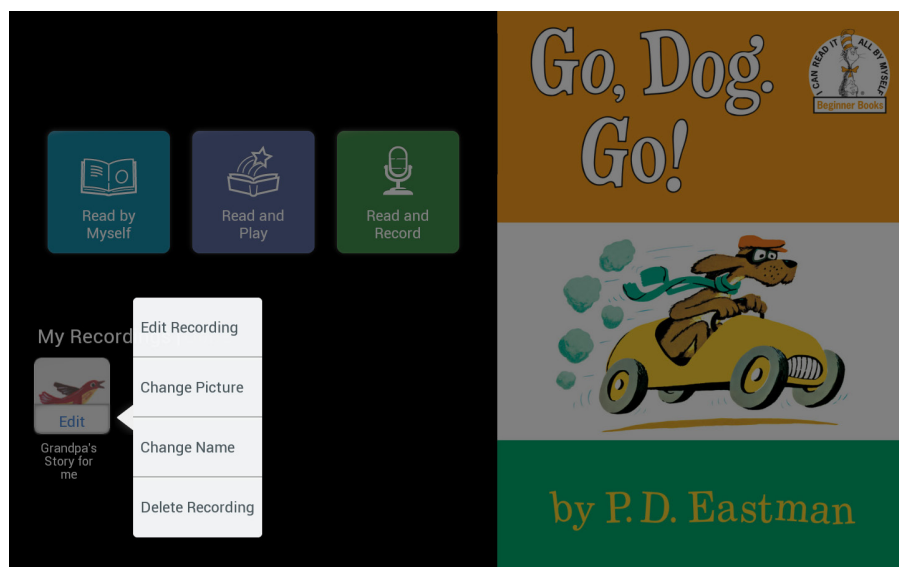 Read by
Myself
Read and
Play
Read and
Record
My Record
Edit
Grandpa's
Story for
me
Edit Recording
Change Picture
Change Name
Delete Recording
Go, Dog.
Go!
I CAN READ IT ALL BY MYSELF
Beginner Books
by P. D. Eastman